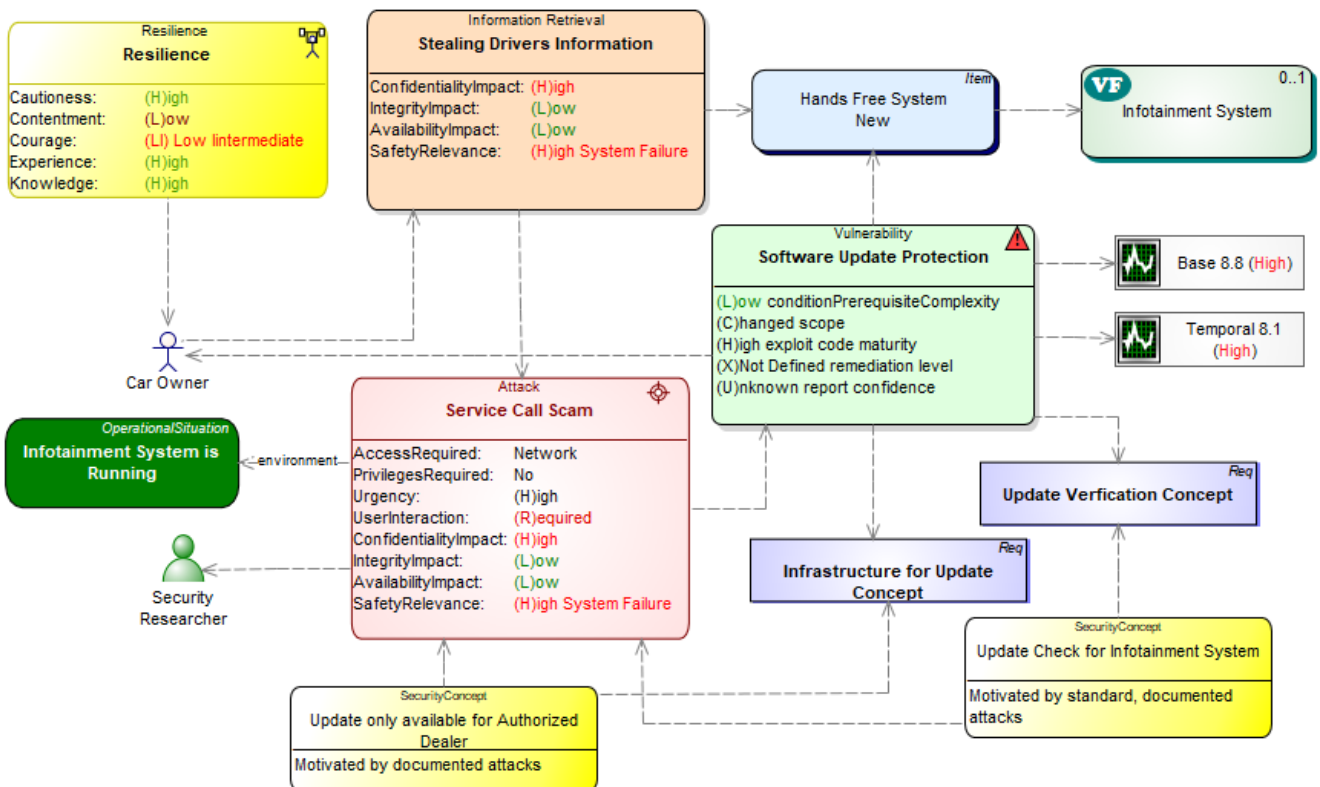 Resilience
Resilience
Cautioness: (H)igh
Contentment: (L)ow
Courage: (LI) Low Iintermediate
Experience: (H)igh
Knowledge: (H)igh
Information Retrieval
Stealing Drivers Information
ConfidentialityImpact: (H)igh
IntegrityImpact: (L)ow
AvailabilityImpact: (L)ow
SafetyRelevance: (H)igh System Failure
Item
Hands Free System
New
VF
0..1
Infotainment System
Vulnerability
Software Update Protection
(L)ow conditionPrerequisiteComplexity
(C)hanged scope
(H)igh exploit code maturity
(X)Not Defined remediation level
(U)nknown report confidence
Base 8.8 (High)
Temporal 8.1
(High)
Car Owner
OperationalSituation
Infotainment System is
Running
environment
Attack
Service Call Scam
AccessRequired: Network
PrivilegesRequired: No
Urgency: (H)igh
UserInteraction: (R)equired
ConfidentialityImpact: (H)igh
IntegrityImpact: (L)ow
AvailabilityImpact: (L)ow
SafetyRelevance: (H)igh System Failure
Security
Researcher
Req
Update Verfication Concept
Req
Infrastructure for Update
Concept
SecurityConcept
Update Check for Infotainment System
Motivated by standard, documented
attacks
SecurityConcept
Update only available for Authorized
Dealer
Motivated by documented attacks